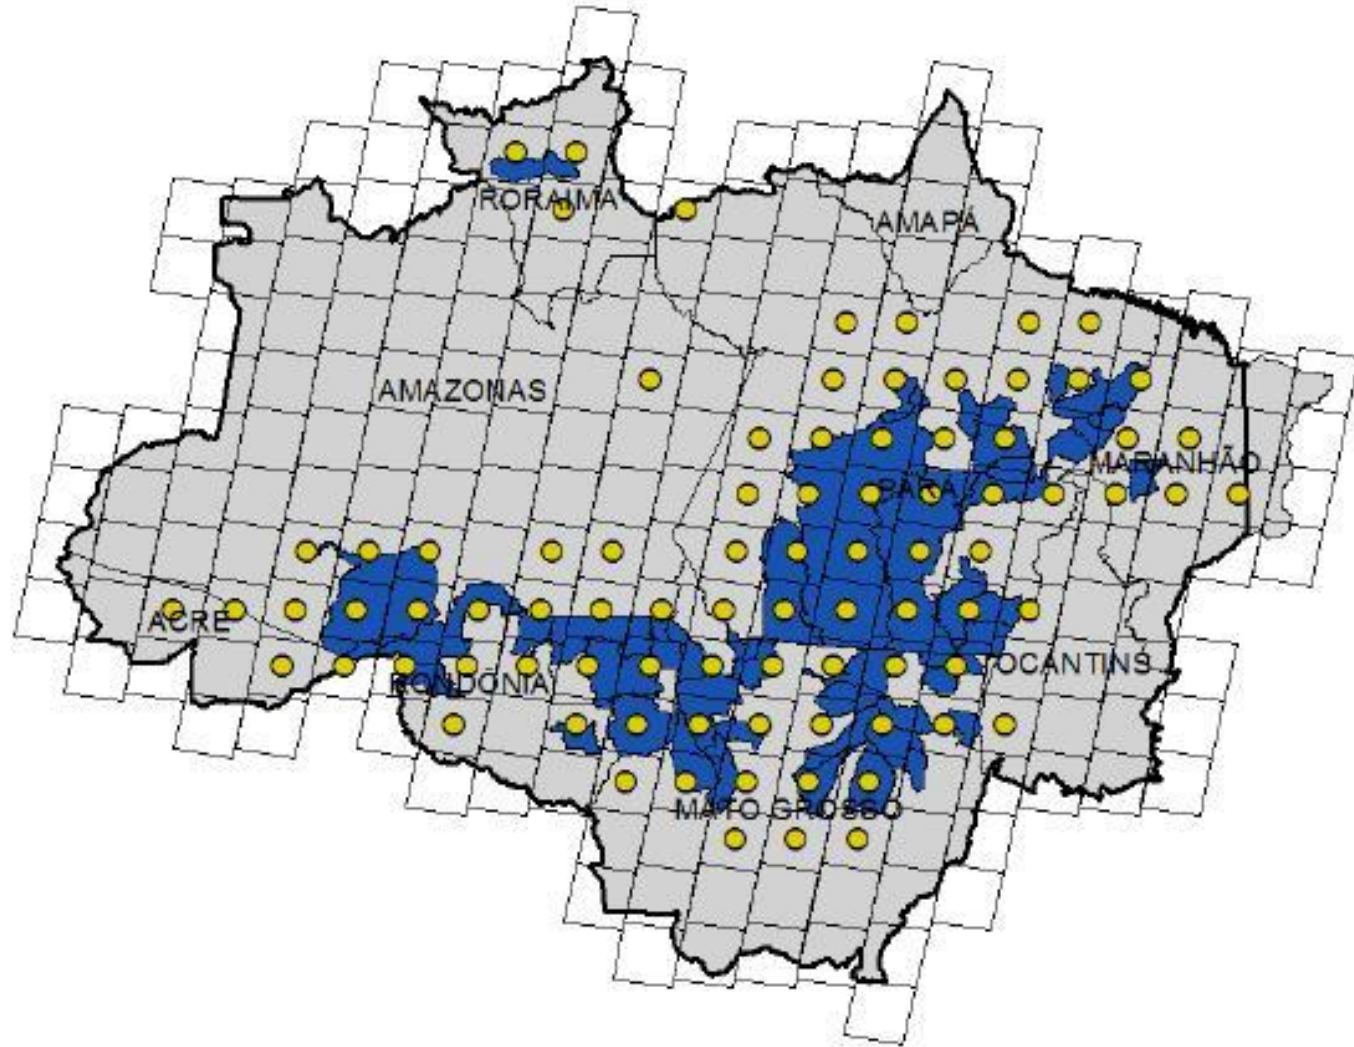 RORAIMA
AMAPÁ
AMAZONAS
MARANHÃO
PARÁ
ACRE
RONDÔNIA
TOCANTINS
MATO GROSSO